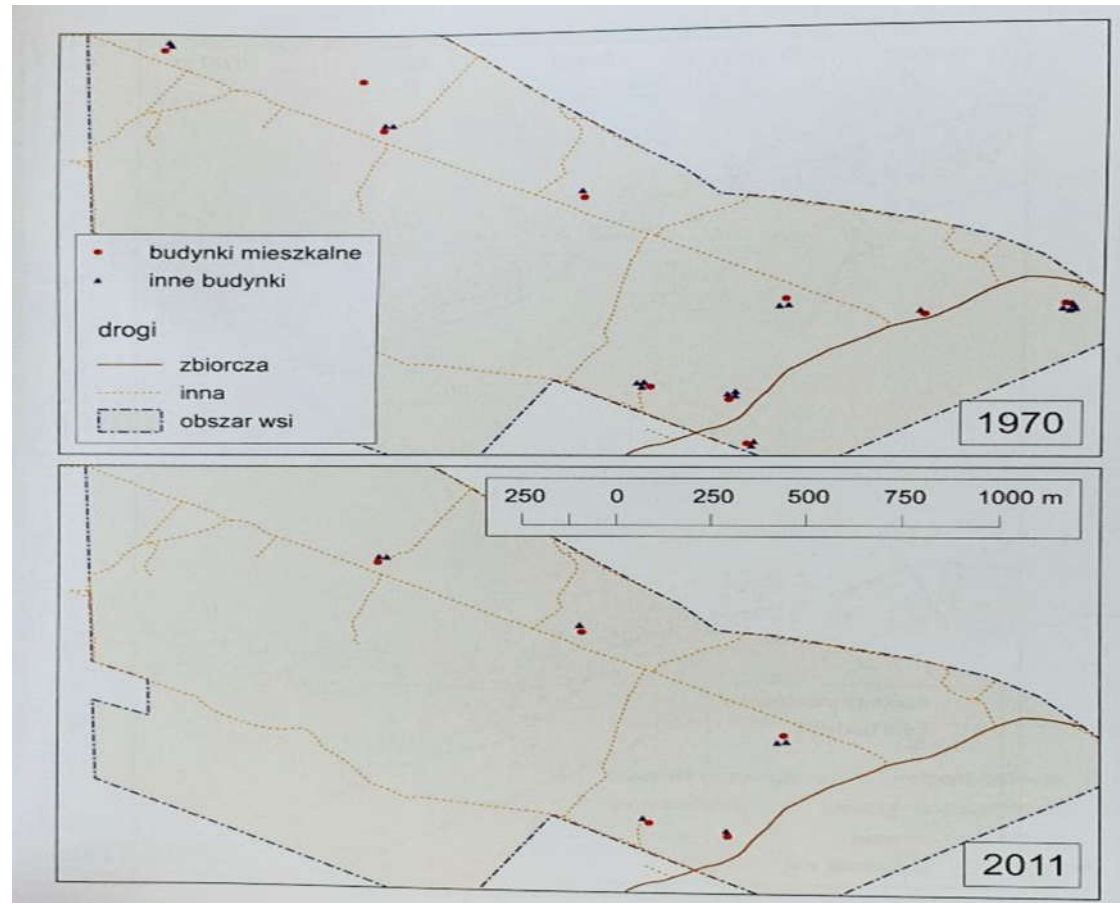 budynki mieszkalne
inne budynki
drogi
zbiorcza
inna
obszar wsi
1970
250 0 250 500 750 1000 m
2011